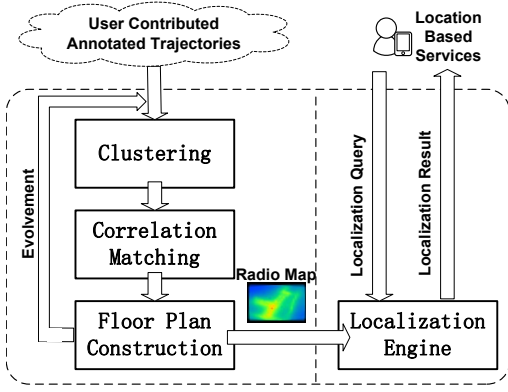 User Contributed
Annotated Trajectories
Location
Based
Services
Clustering
Correlation
Matching
Floor Plan
Construction
Evolvement
Radio Map
Localization Query
Localization Result
Localization
Engine